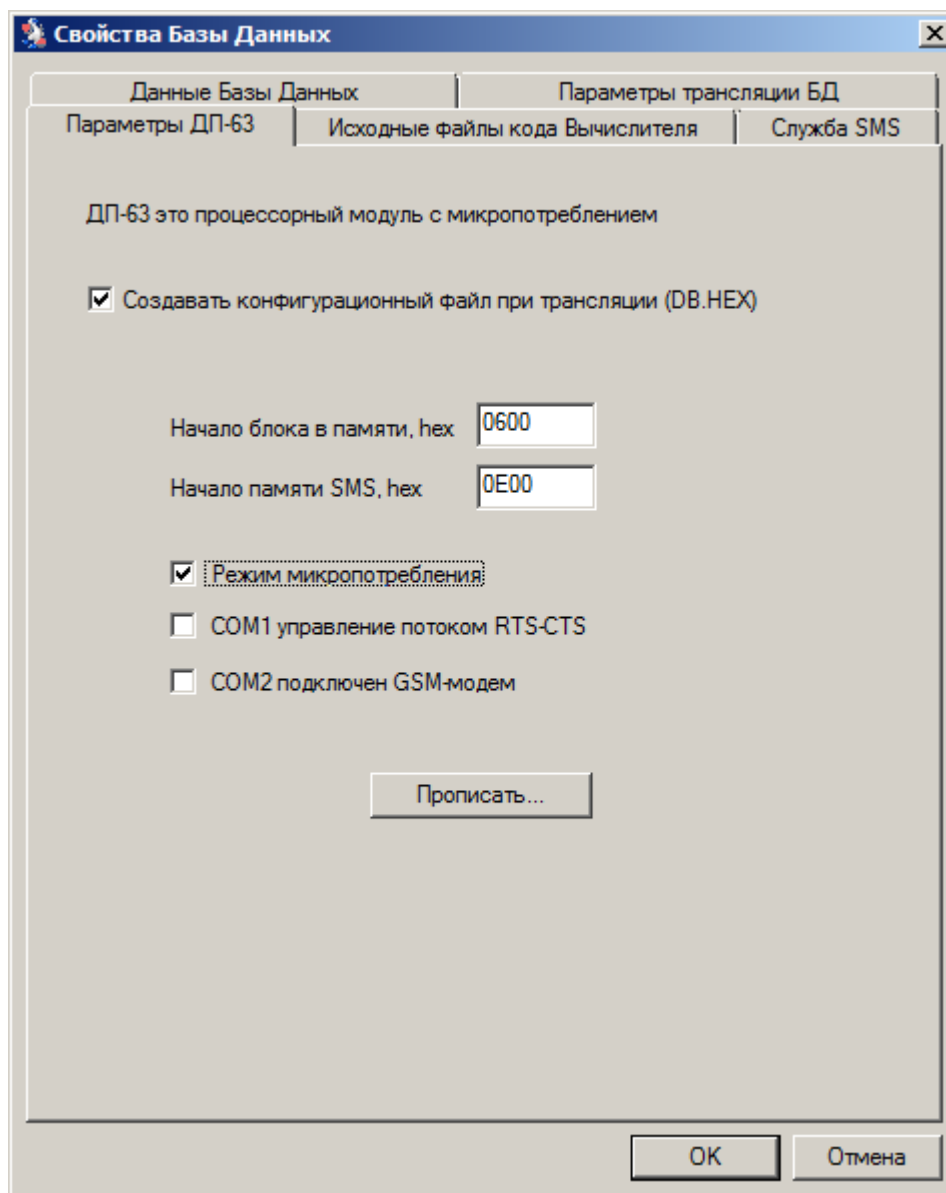 Свойства Базы Данных
Данные Базы Данных
Параметры трансляции БД
Параметры ДП-63
Исходные файлы кода Вычислителя
Служба SMS
ДП-63 это процессорный модуль с микропотреблением
Создавать конфигурационный файл при трансляции (DB.HEX)
Начало блока в памяти, hex 0600
Начало памяти SMS, hex 0E00
Режим микропотребления
COM1 управление потоком RTS-CTS
COM2 подключен GSM-модем
Прописать...
OK
Отмена